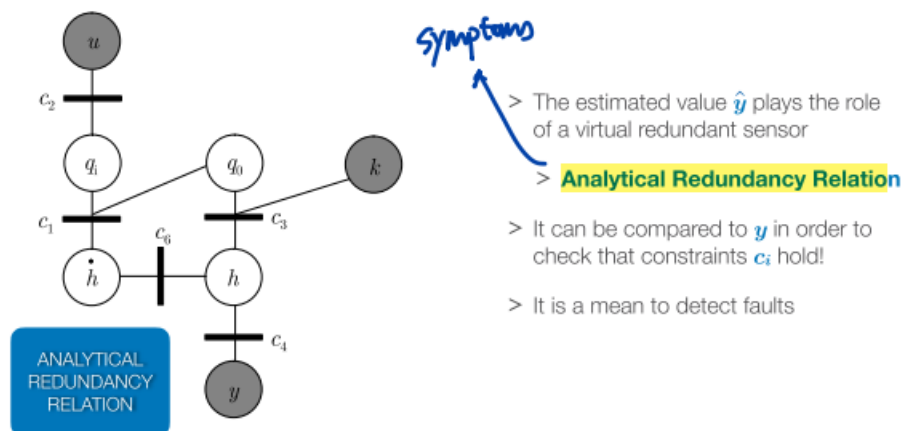 symptoms
u
c₂
qᵢ
q₀
k
c₁
c₃
c₆
ḣ
h
c₄
y
ANALYTICAL
REDUNDANCY
RELATION
> The estimated value ŷ plays the role
of a virtual redundant sensor
> Analytical Redundancy Relation
> It can be compared to y in order to
check that constraints cᵢ hold!
> It is a mean to detect faults